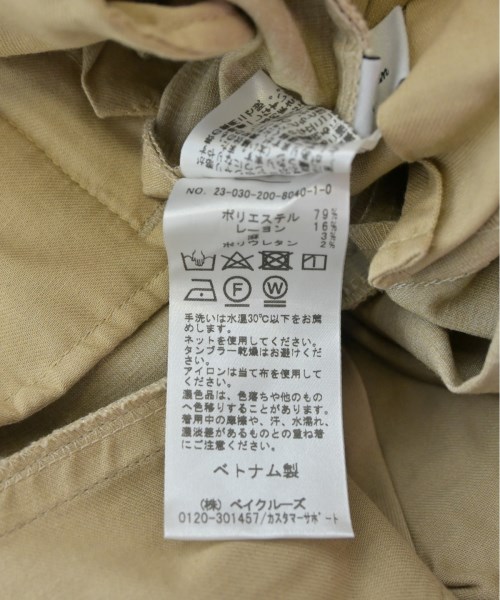 NO. 23-030-200-8040-1-0
ポリエステル 79%
レーヨン 16%
麻 3%
ポリウレタン 2%
F W
手洗いは水温30℃以下をお薦
めします。
ネットを使用してください。
タンブラー乾燥はお避けくだ
さい。
アイロンは当て布を使用して
ください。
濃色品は、色落ちや他のもの
へ色移りすることがあります。
着用中の摩擦や、汗、水濡れ、
濃淡差があるものとの重ね着
にご注意ください。
ベトナム製
(株) ベイクルーズ
0120-301457/カスタマーサポート